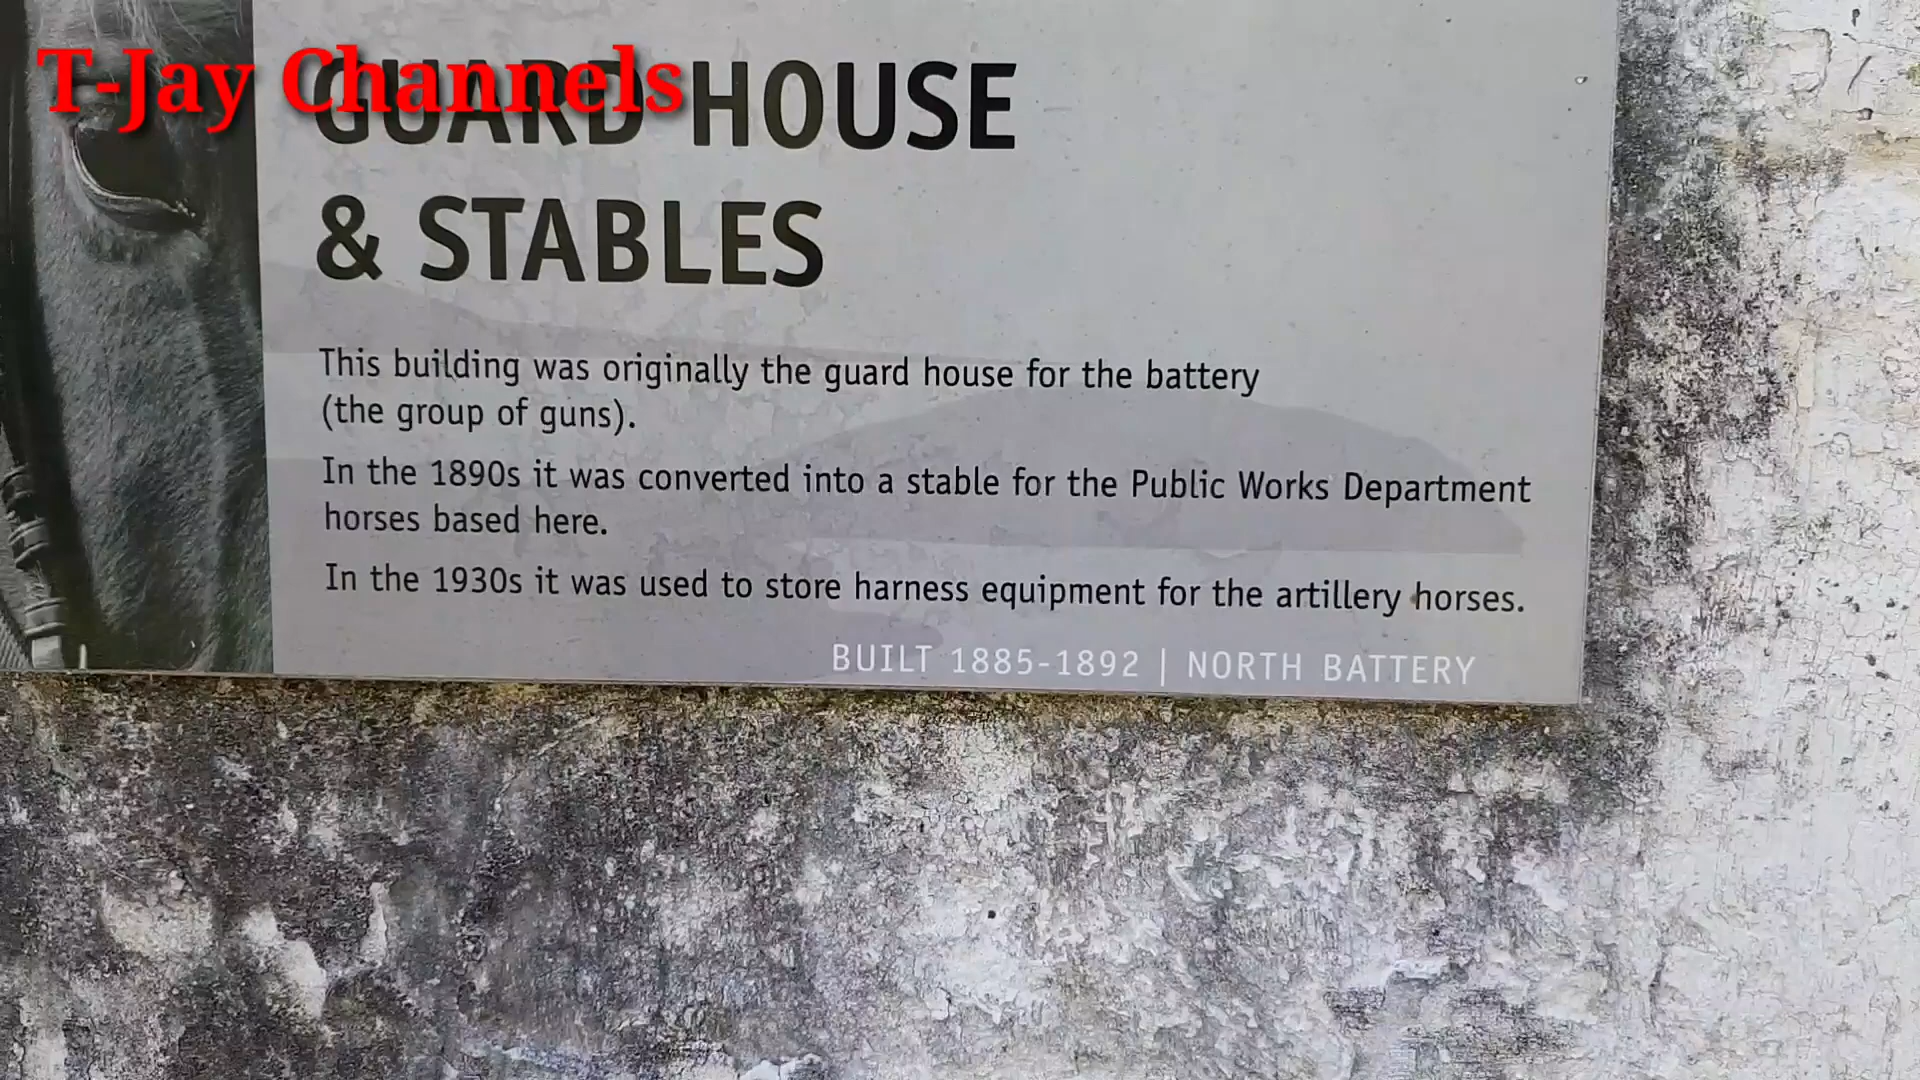 T-Jay Channels
GUARD HOUSE
& STABLES
This building was originally the guard house for the battery
(the group of guns).
In the 1890s it was converted into a stable for the Public Works Department
horses based here.
In the 1930s it was used to store harness equipment for the artillery horses.
BUILT 1885-1892 | NORTH BATTERY